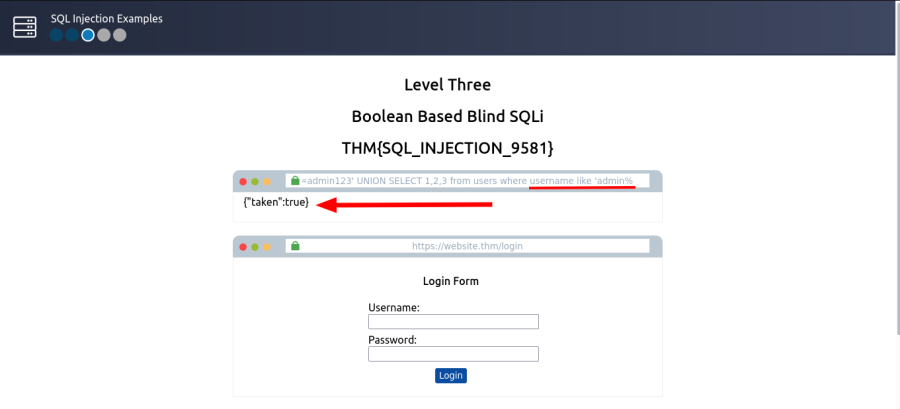 SQL Injection Examples
Level Three
Boolean Based Blind SQLi
THM{SQL_INJECTION_9581}
=admin123' UNION SELECT 1,2,3 from users where username like 'admin%
{"taken":true}
https://website.thm/login
Login Form
Username:
Password:
Login